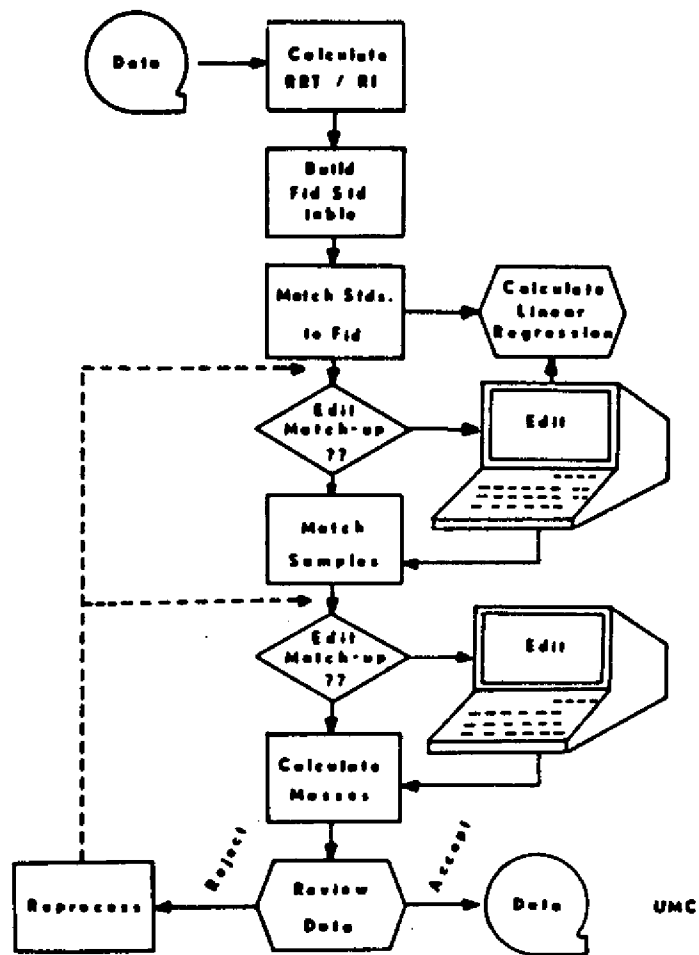 Data
Calculate
RRT / RI
Build
Fid Std
table
Match Stds.
to Fid
Calculate
Linear
Regression
Edit
Match-up
??
Edit
Match
Samples
Edit
Match-up
??
Edit
Calculate
Masses
Reject
Accept
Reprocess
Review
Data
Data
UMC